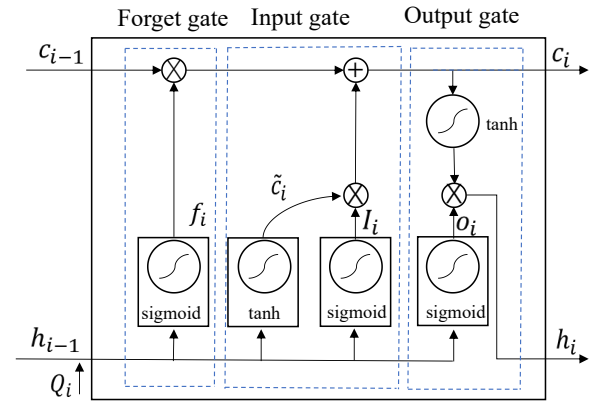 Forget gate Input gate Output gate
c_{i−1} c_i
tanh
c̃_i
f_i I_i o_i
sigmoid tanh sigmoid sigmoid
h_{i−1} h_i
Q_i